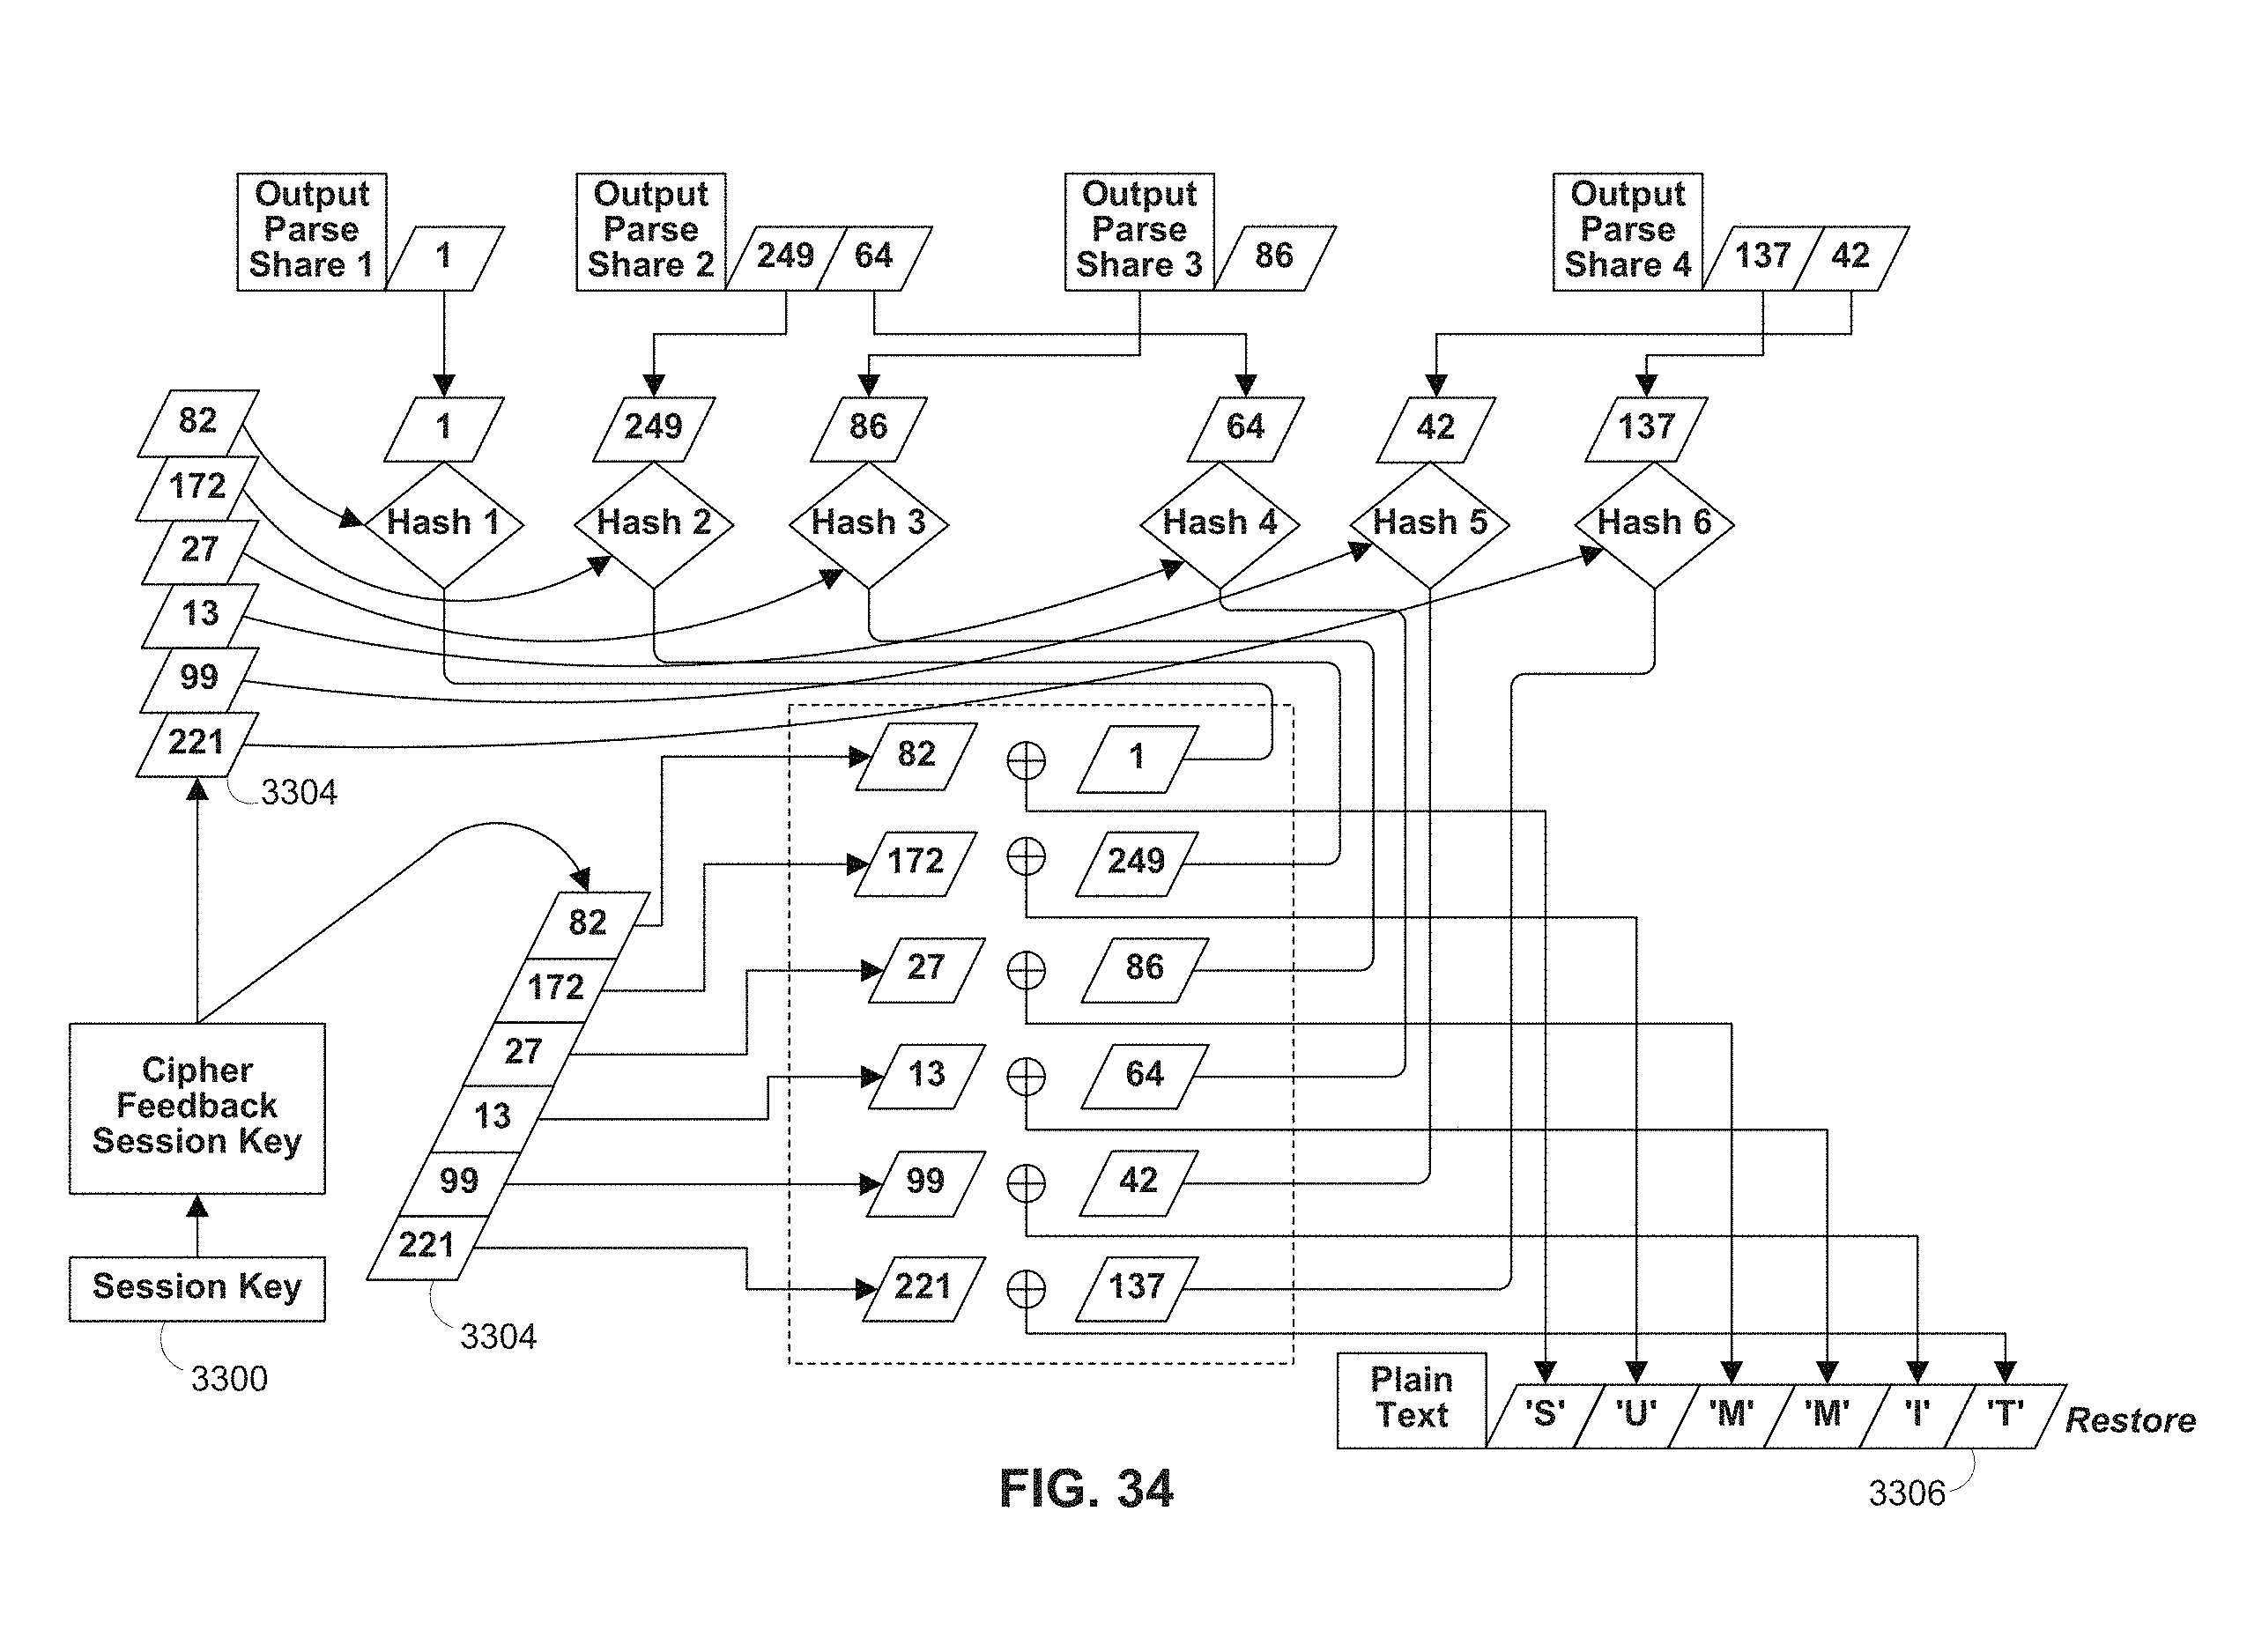 Output
Parse
Share 1
1
Output
Parse
Share 2
249
64
Output
Parse
Share 3
86
Output
Parse
Share 4
137
42
82
172
27
13
99
221
3304
1
249
86
64
42
137
Hash 1
Hash 2
Hash 3
Hash 4
Hash 5
Hash 6
82
1
172
249
27
86
13
64
99
42
221
137
82
172
27
13
99
221
3304
Cipher
Feedback
Session Key
Session Key
3300
Plain
Text
'S'
'U'
'M'
'M'
'I'
'T'
Restore
3306
FIG. 34